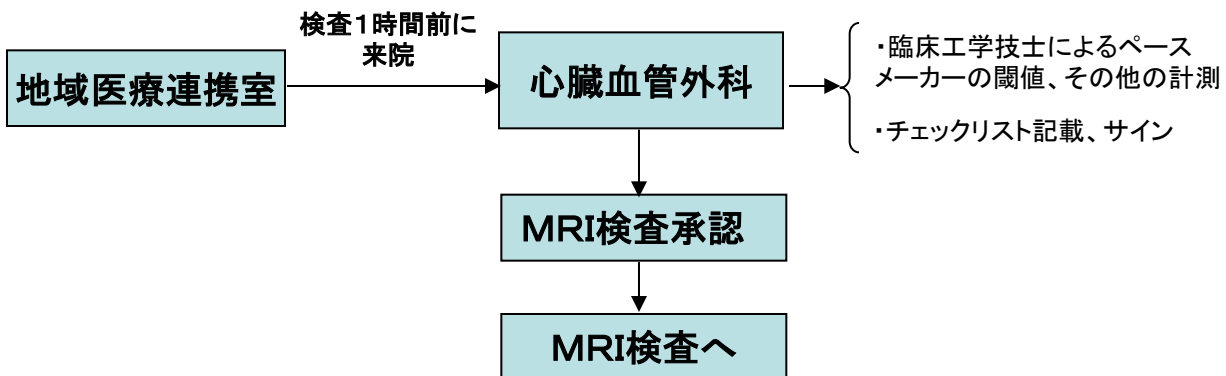 検査1時間前に
来院
地域医療連携室
心臓血管外科
・臨床工学技士によるペース
メーカーの閾値、その他の計測
・チェックリスト記載、サイン
MRI検査承認
MRI検査へ